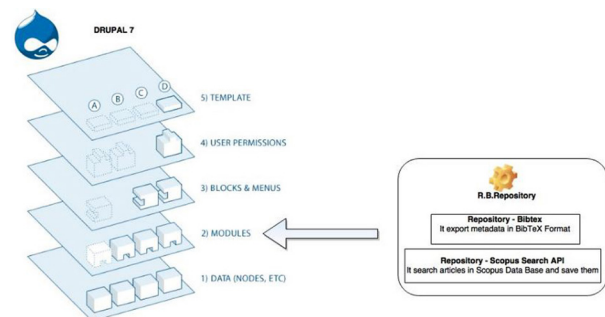 DRUPAL 7
A
B
C
D
5) TEMPLATE
4) USER PERMISSIONS
3) BLOCKS & MENUS
2) MODULES
1) DATA (NODES, ETC)
R.B.Repository
Repository - Bibtex
It export metadata in BibTeX Format
Repository - Scopus Search API
It search articles in Scopus Data Base and save them